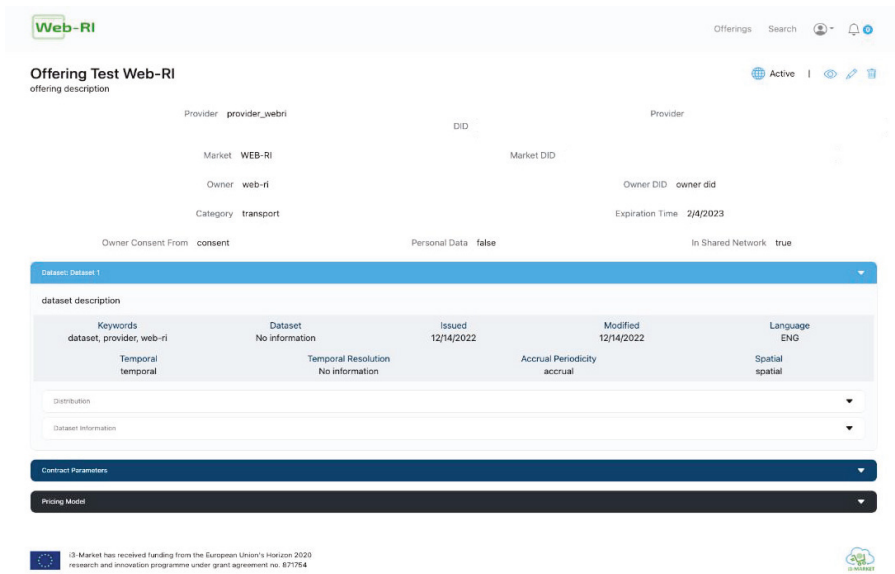 Web-RI
Offerings Search 0
Offering Test Web-RI
offering description
Active |
Provider provider_webri
DID
Provider
Market WEB-RI Market DID
Owner web-ri Owner DID owner did
Category transport Expiration Time 2/4/2023
Owner Consent From consent Personal Data false In Shared Network true
Dataset: Dataset 1
dataset description
Keywords Dataset Issued Modified Language
dataset, provider, web-ri No information 12/14/2022 12/14/2022 ENG
Temporal Temporal Resolution Accrual Periodicity Spatial
temporal No information accrual spatial
Distribution
Dataset Information
Contract Parameters
Pricing Model
i3-Market has received funding from the European Union's Horizon 2020
research and innovation programme under grant agreement no. 871754
i3-MARKET